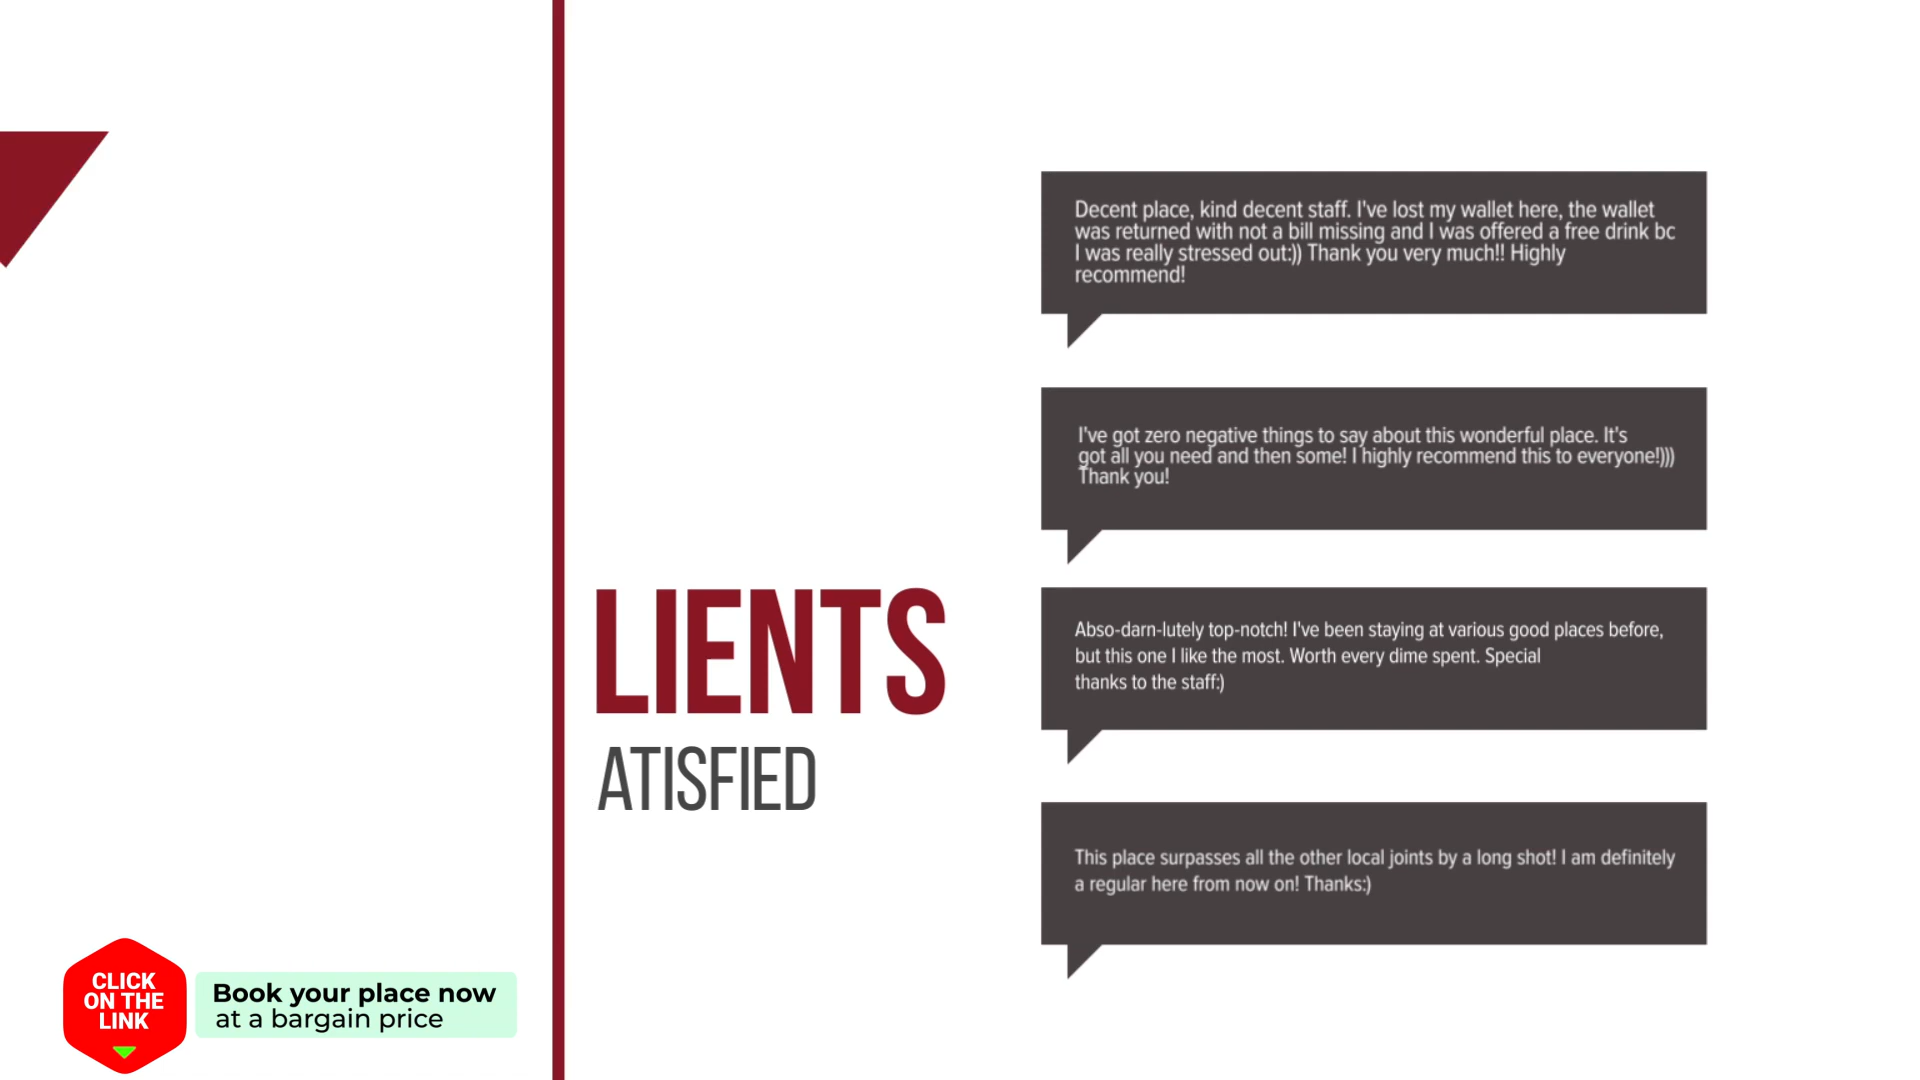 Decent place, kind decent staff. I've lost my wallet here, the wallet
was returned with not a bill missing and I was offered a free drink bc
I was really stressed out:)) Thank you very much!! Highly
recommend!
I've got zero negative things to say about this wonderful place. It's
got all you need and then some! I highly recommend this to everyone!)))
Thank you!
LIENTS
ATISFIED
Abso-darn-lutely top-notch! I've been staying at various good places before,
but this one I like the most. Worth every dime spent. Special
thanks to the staff:)
This place surpasses all the other local joints by a long shot! I am definitely
a regular here from now on! Thanks:)
CLICK
ON THE
LINK
Book your place now
at a bargain price